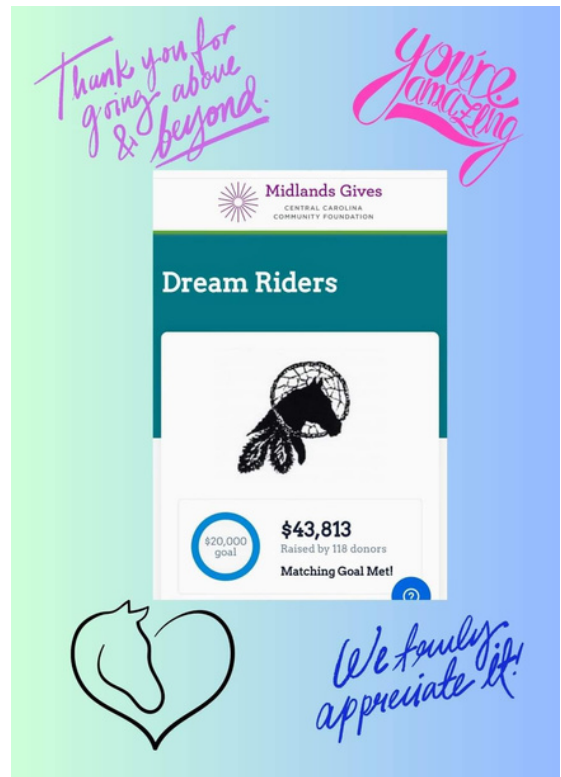 Thank you for
going above
& beyond.
you're
amazing
Midlands Gives
CENTRAL CAROLINA
COMMUNITY FOUNDATION
Dream Riders
$20,000
goal
$43,813
Raised by 118 donors
Matching Goal Met!
?
We truly
appreciate it!